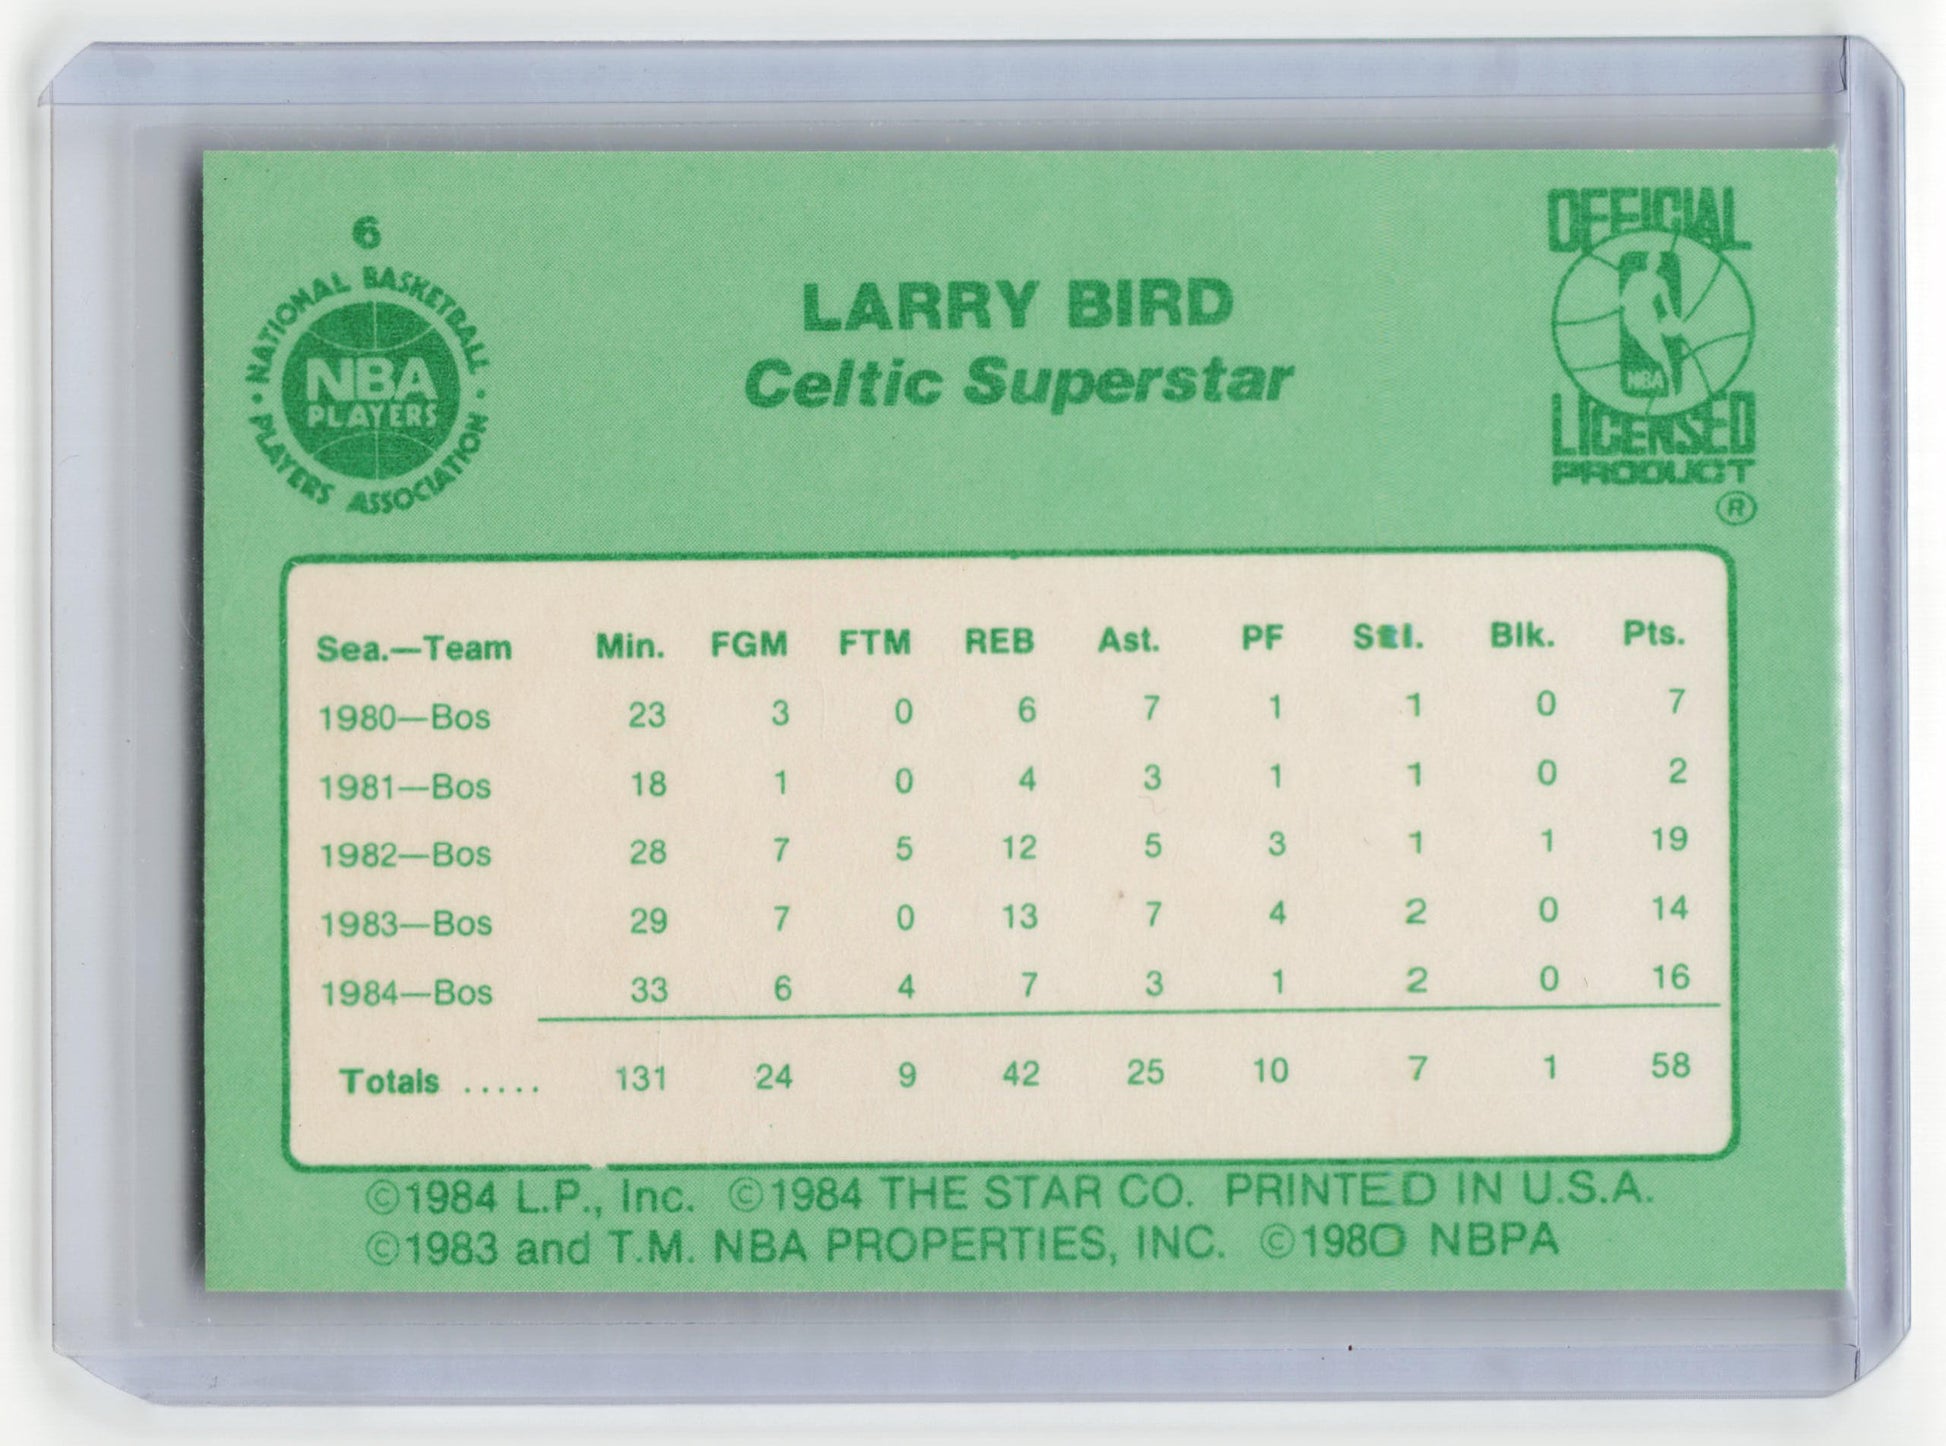 6
NATIONAL BASKETBALL
NBA
PLAYERS
PLAYERS ASSOCIATION
LARRY BIRD
Celtic Superstar
OFFICIAL
NBA
LICENSED
PRODUCT
®
Sea.—Team Min. FGM FTM REB Ast. PF Stl. Blk. Pts.
1980—Bos 23 3 0 6 7 1 1 0 7
1981—Bos 18 1 0 4 3 1 1 0 2
1982—Bos 28 7 5 12 5 3 1 1 19
1983—Bos 29 7 0 13 7 4 2 0 14
1984—Bos 33 6 4 7 3 1 2 0 16
Totals ..... 131 24 9 42 25 10 7 1 58
©1984 L.P., Inc. ©1984 THE STAR CO. PRINTED IN U.S.A.
©1983 and T.M. NBA PROPERTIES, INC. ©1980 NBPA